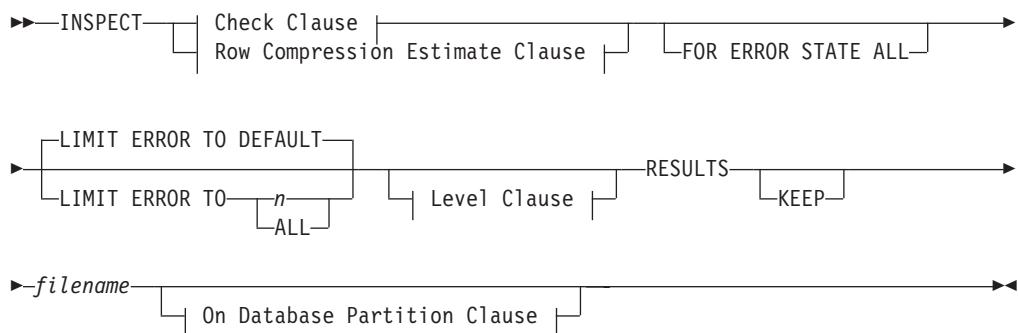 INSPECT Check Clause
Row Compression Estimate Clause FOR ERROR STATE ALL
LIMIT ERROR TO DEFAULT
LIMIT ERROR TO n
ALL
Level Clause
RESULTS
KEEP
filename
On Database Partition Clause